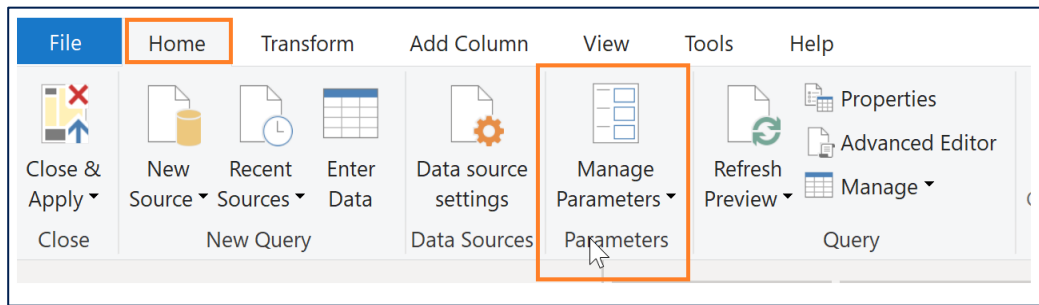 File Home Transform Add Column View Tools Help
Close & Apply
New Source
Recent Sources
Enter Data
Data source settings
Manage Parameters
Refresh Preview
Properties
Advanced Editor
Manage
Close New Query Data Sources Parameters Query